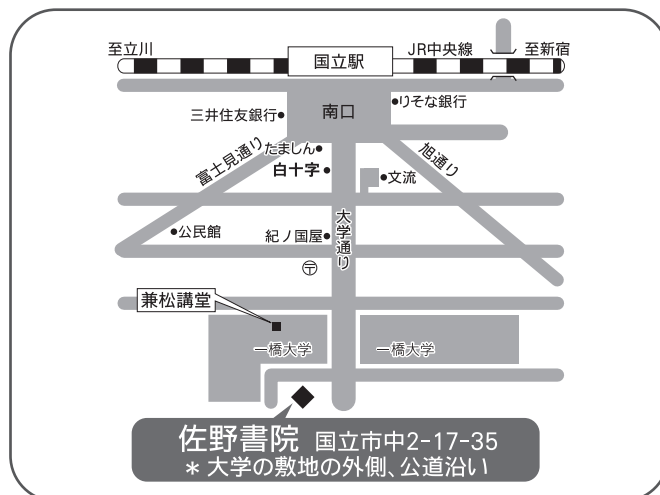 至立川
国立駅
JR中央線
至新宿
三井住友銀行
南口
りそな銀行
富士見通り
たましん
旭通り
白十字
文流
大学通り
公民館
紀ノ国屋
〒
兼松講堂
一橋大学
一橋大学
佐野書院 国立市中2-17-35
＊大学の敷地の外側、公道沿い